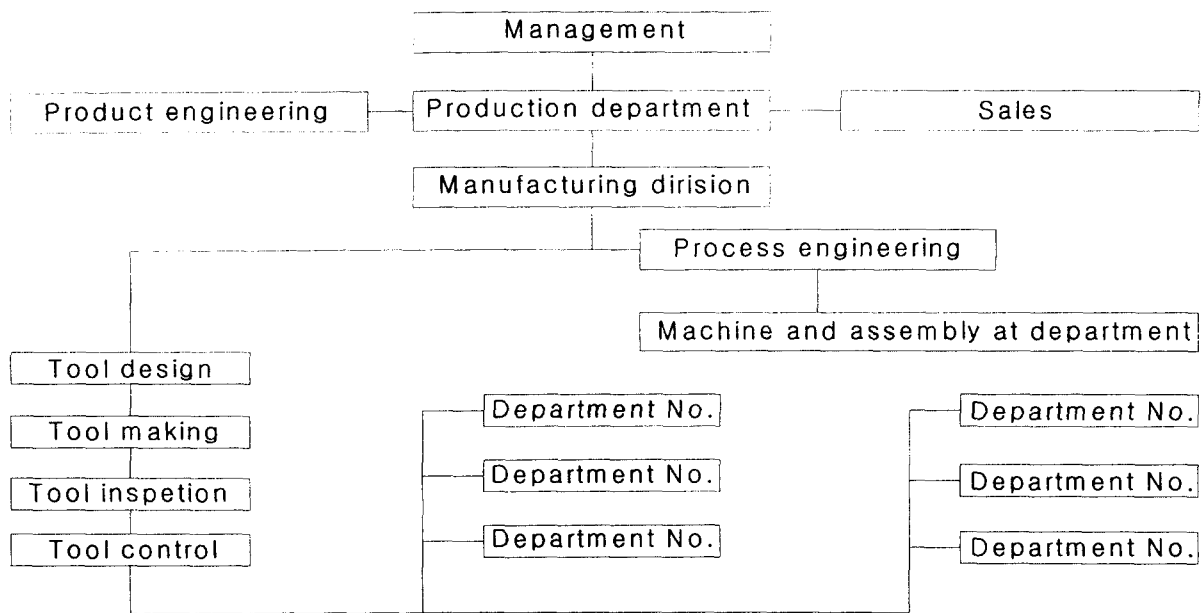 Management
Product engineering
Production department
Sales
Manufacturing dirision
Process engineering
Machine and assembly at department
Tool design
Tool making
Tool inspetion
Tool control
Department No.
Department No.
Department No.
Department No.
Department No.
Department No.